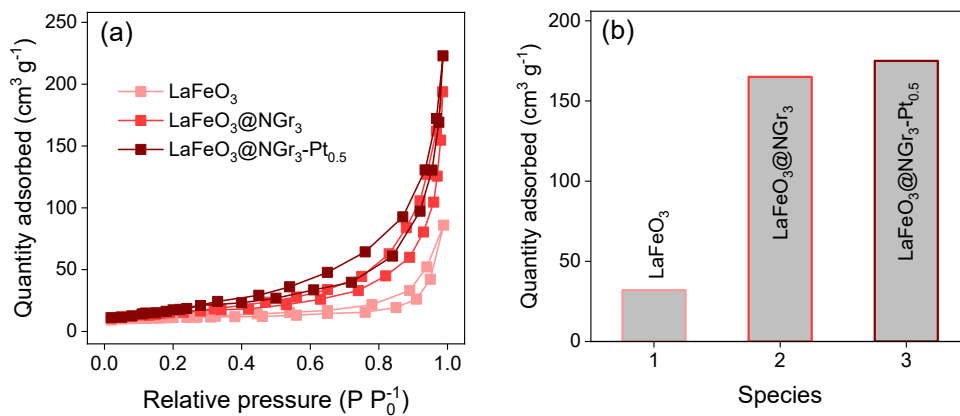 (a)
Quantity adsorbed (cm³ g⁻¹)
250
200
150
100
50
0
LaFeO₃
LaFeO₃@NGr₃
LaFeO₃@NGr₃-Pt₀.₅
0.0 0.2 0.4 0.6 0.8 1.0
Relative pressure (P P₀⁻¹)
(b)
Quantity adsorbed (cm³ g⁻¹)
200
150
100
50
0
LaFeO₃
LaFeO₃@NGr₃
LaFeO₃@NGr₃-Pt₀.₅
1 2 3
Species